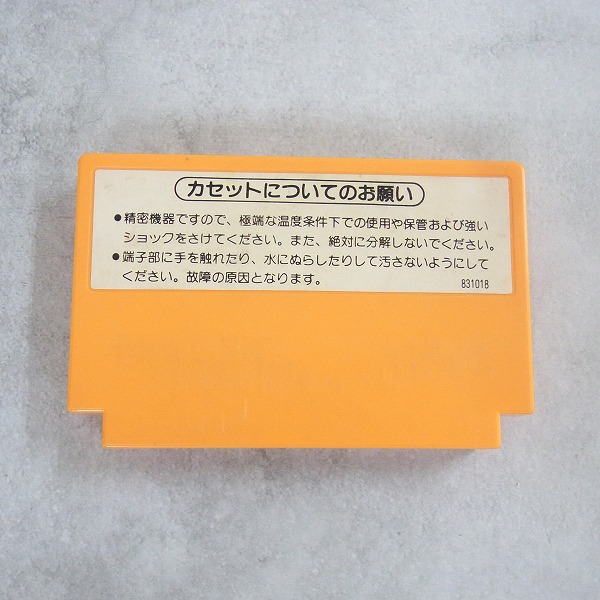 カセットについてのお願い
●精密機器ですので、極端な温度条件下での使用や保管および強い
ショックをさけてください。また、絶対に分解しないでください。
●端子部に手を触れたり、水にぬらしたりして汚さないようにして
ください。故障の原因となります。
831018